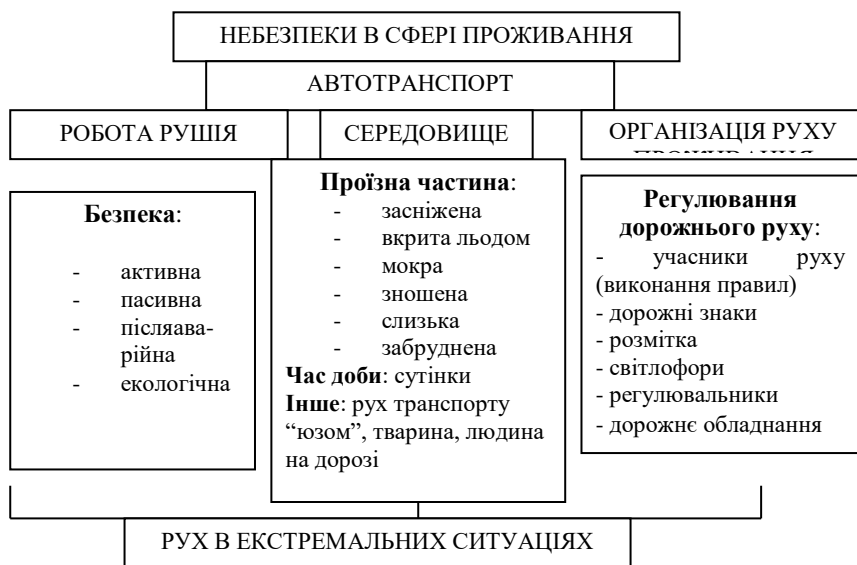 НЕБЕЗПЕКИ В СФЕРІ ПРОЖИВАННЯ
АВТОТРАНСПОРТ
РОБОТА РУШІЯ
СЕРЕДОВИЩЕ
ОРГАНІЗАЦІЯ РУХУ
Безпека:
- активна
- пасивна
- післяава-
рійна
- екологічна
Проїзна частина:
- засніжена
- вкрита льодом
- мокра
- зношена
- слизька
- забруднена
Час доби: сутінки
Інше: рух транспорту
“юзом”, тварина, людина
на дорозі
Регулювання
дорожнього руху:
- учасники руху
(виконання правил)
- дорожні знаки
- розмітка
- світлофори
- регулювальники
- дорожнє обладнання
РУХ В ЕКСТРЕМАЛЬНИХ СИТУАЦІЯХ